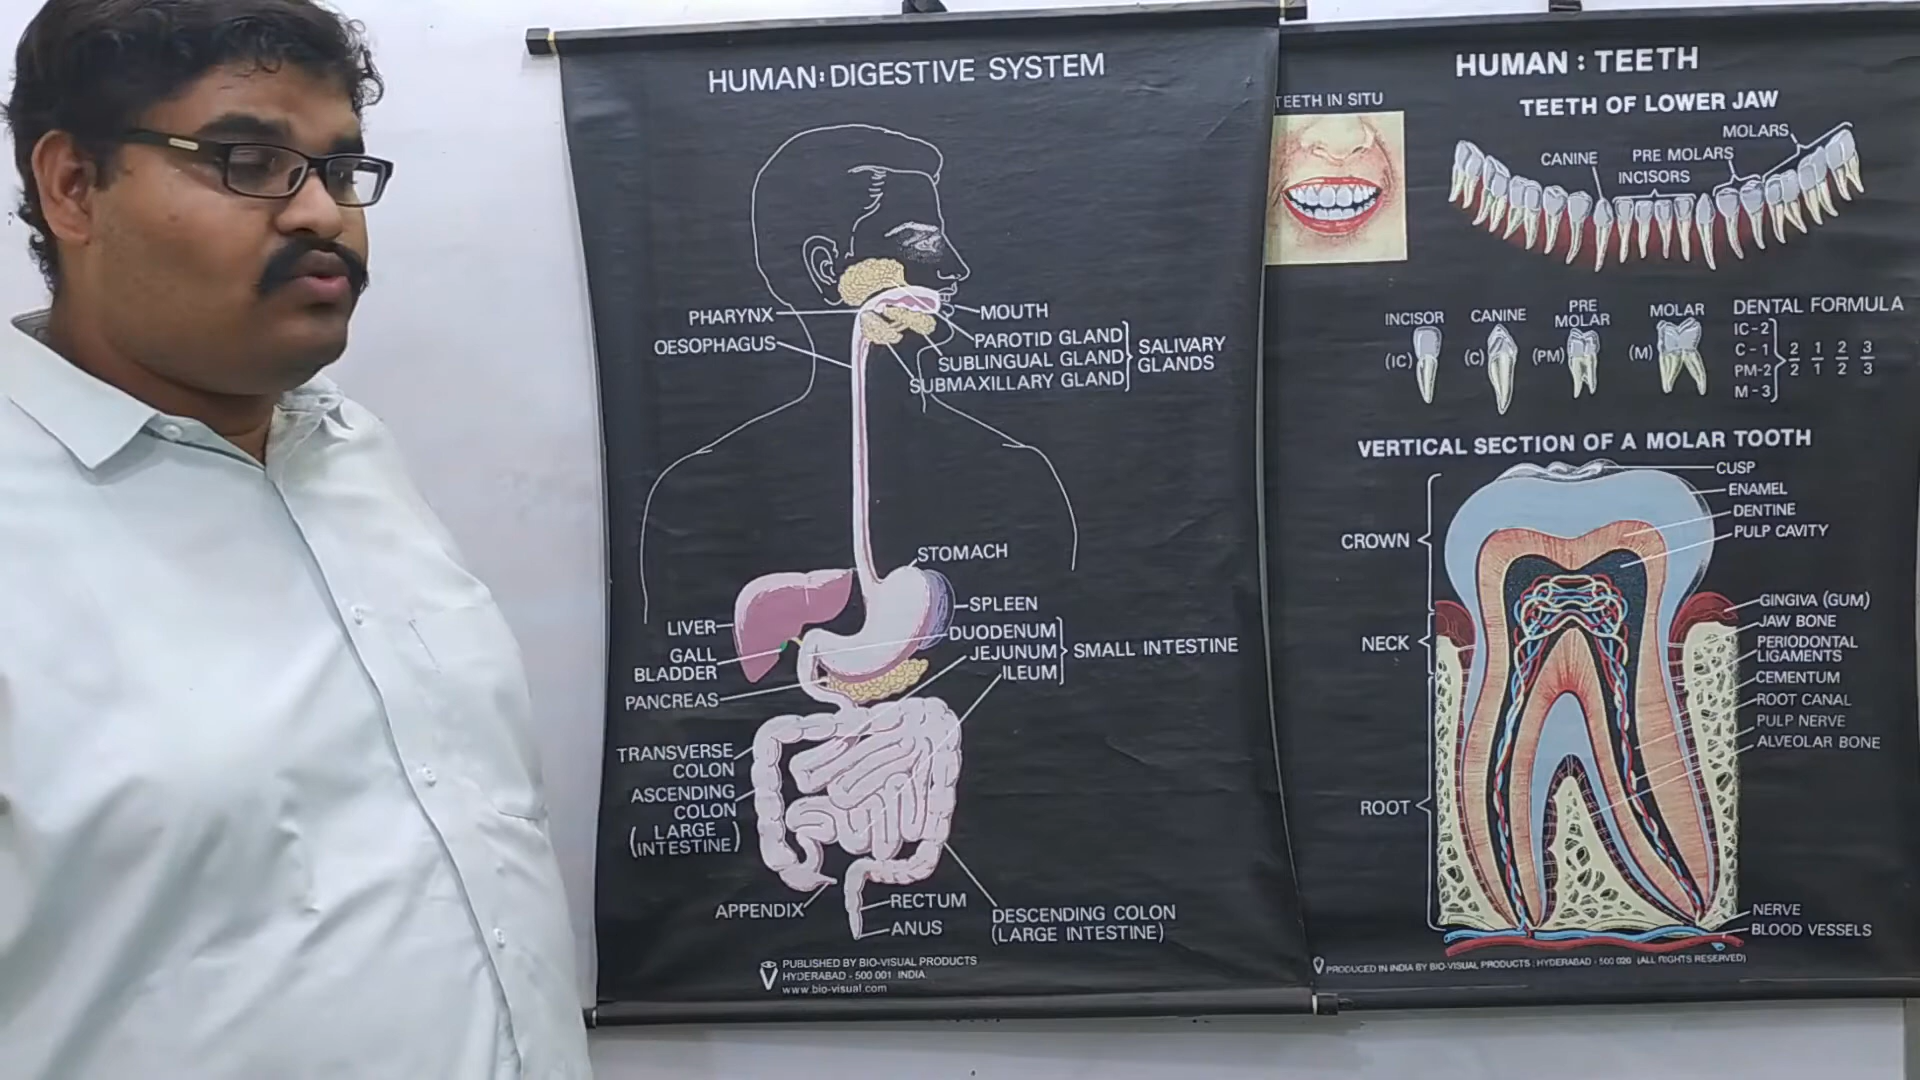 HUMAN: DIGESTIVE SYSTEM
PHARYNX
OESOPHAGUS
MOUTH
PAROTID GLAND
SUBLINGUAL GLAND
SUBMAXILLARY GLAND
SALIVARY
GLANDS
STOMACH
LIVER
GALL
BLADDER
PANCREAS
SPLEEN
DUODENUM
JEJUNUM
ILEUM
SMALL INTESTINE
TRANSVERSE
COLON
ASCENDING
COLON
(LARGE
INTESTINE)
APPENDIX
RECTUM
ANUS
DESCENDING COLON
(LARGE INTESTINE)
PUBLISHED BY BIO-VISUAL PRODUCTS
HYDERABAD - 500 001 INDIA.
www.bio-visual.com
HUMAN : TEETH
TEETH IN SITU
TEETH OF LOWER JAW
MOLARS
CANINE
PRE MOLARS
INCISORS
INCISOR
(IC)
CANINE
(C)
PRE
MOLAR
(PM)
MOLAR
(M)
DENTAL FORMULA
IC-2
C-1
PM-2
M-3
2 1 2 3
2 1 2 3
VERTICAL SECTION OF A MOLAR TOOTH
CROWN
NECK
ROOT
CUSP
ENAMEL
DENTINE
PULP CAVITY
GINGIVA (GUM)
JAW BONE
PERIODONTAL
LIGAMENTS
CEMENTUM
ROOT CANAL
PULP NERVE
ALVEOLAR BONE
NERVE
BLOOD VESSELS
PRODUCED IN INDIA BY BIO-VISUAL PRODUCTS : HYDERABAD - 500 020 (ALL RIGHTS RESERVED)